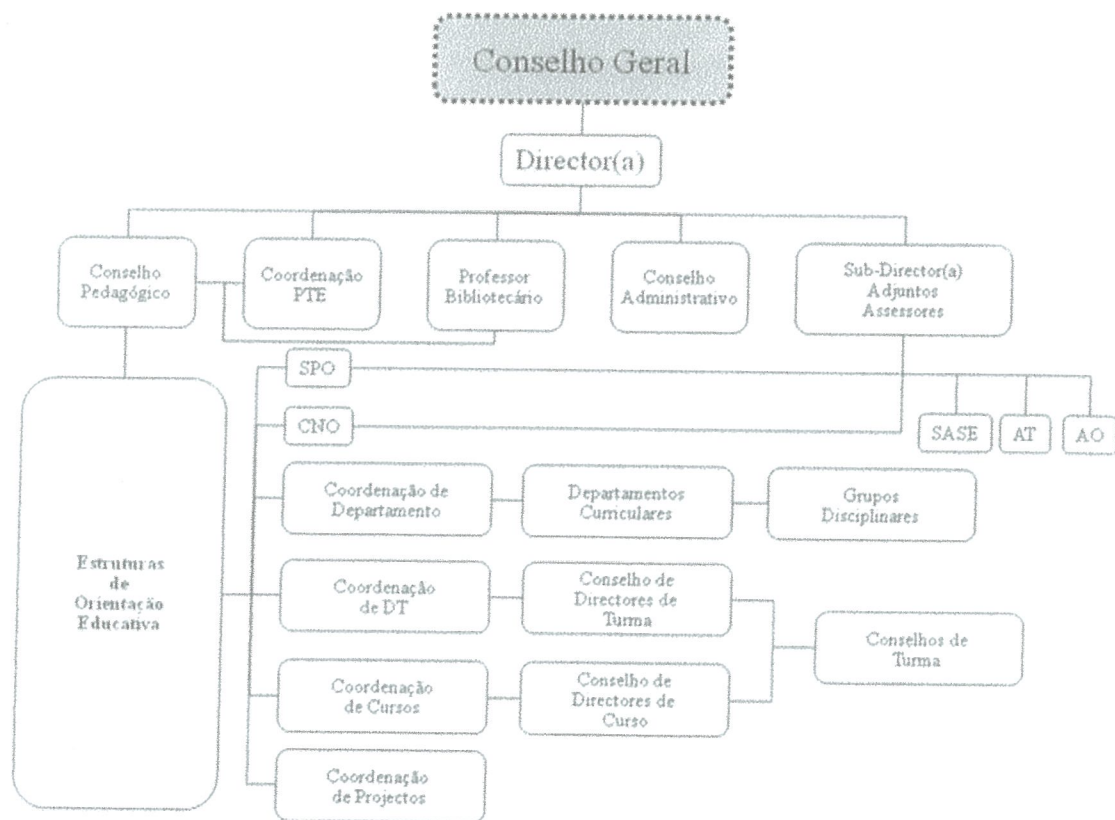 Conselho Geral
Director(a)
Conselho
Pedagógico
Coordenação
PTE
Professor
Bibliotecário
Conselho
Administrativo
Sub-Director(a)
Adjuntos
Assessores
SPO
CNO
SASE
AT
AO
Coordenação de
Departamento
Departamentos
Curriculares
Grupos
Disciplinares
Estruturas
de
Orientação
Educativa
Coordenação
de DT
Conselho de
Directores de
Turma
Conselhos de
Turma
Coordenação
de Cursos
Conselho de
Directores de
Curso
Coordenação
de Projectos